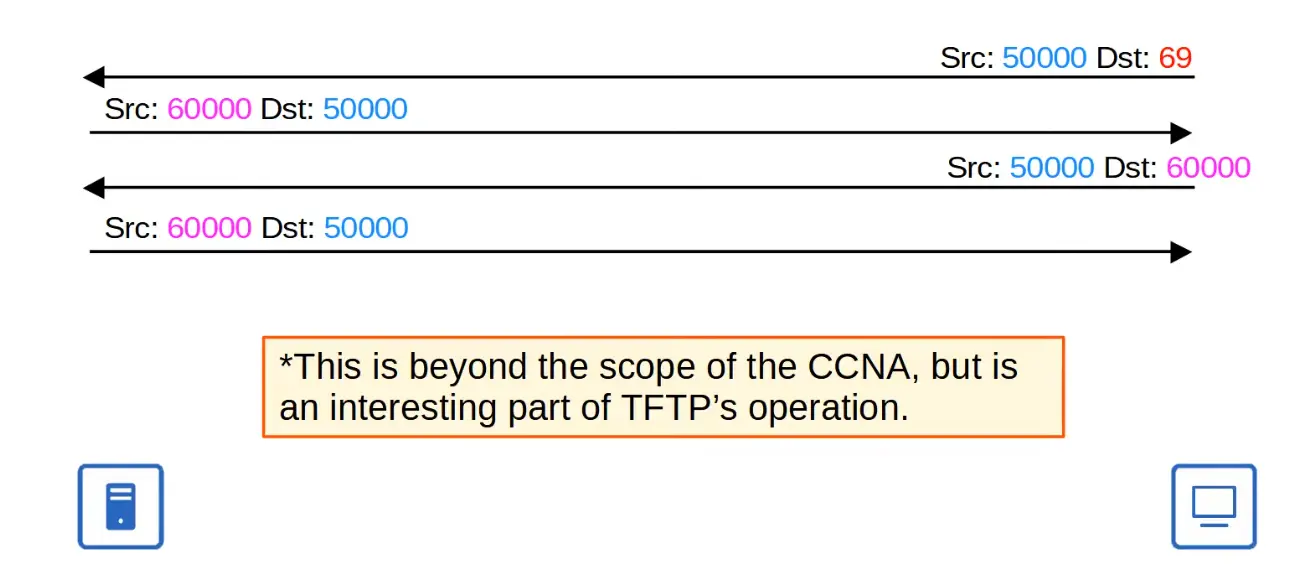 Src: 50000 Dst: 69
Src: 60000 Dst: 50000
Src: 50000 Dst: 60000
Src: 60000 Dst: 50000
*This is beyond the scope of the CCNA, but is
an interesting part of TFTP’s operation.